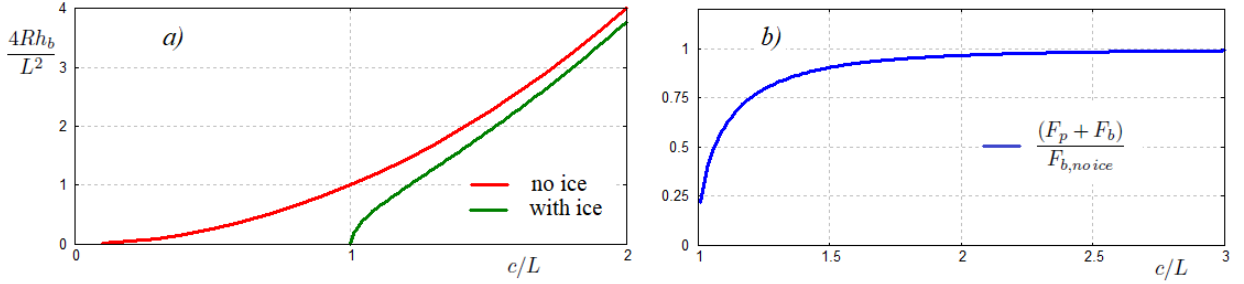 a)
4Rh_b
L^2
4
3
2
1
0
no ice
with ice
0
1
2
c/L
b)
1
0.75
0.5
0.25
0
(F_p + F_b)
F_{b,no ice}
1
1.5
2
2.5
3
c/L